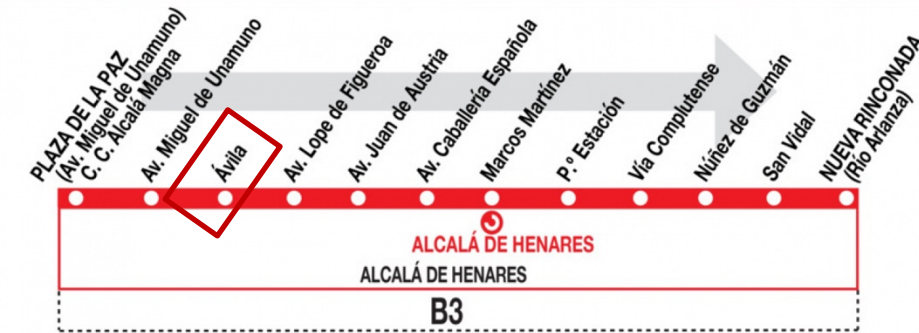 PLAZA DE LA PAZ
(Av. Miguel de Unamuno)
C. C. Alcalá Magna
Av. Miguel de Unamuno
Ávila
Av. Lope de Figueroa
Av. Juan de Austria
Av. Caballería Española
Marcos Martínez
P.º Estación
Vía Complutense
Núñez de Guzmán
San Vidal
NUEVA RINCONADA
(Río Arlanza)
ALCALÁ DE HENARES
ALCALÁ DE HENARES
B3